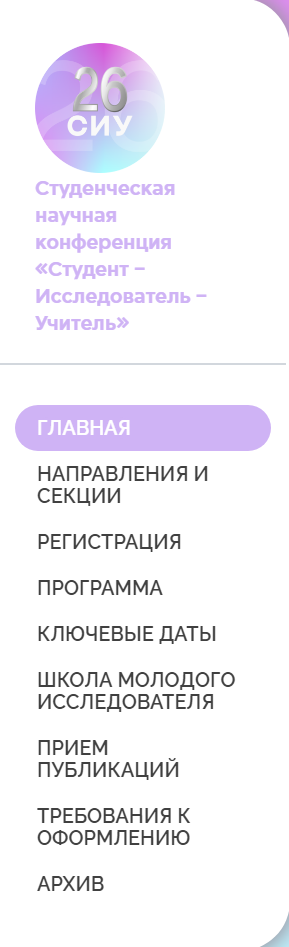 26
СИУ
Студенческая
научная
конференция
«Студент –
Исследователь –
Учитель»
ГЛАВНАЯ
НАПРАВЛЕНИЯ И
СЕКЦИИ
РЕГИСТРАЦИЯ
ПРОГРАММА
КЛЮЧЕВЫЕ ДАТЫ
ШКОЛА МОЛОДОГО
ИССЛЕДОВАТЕЛЯ
ПРИЕМ
ПУБЛИКАЦИЙ
ТРЕБОВАНИЯ К
ОФОРМЛЕНИЮ
АРХИВ